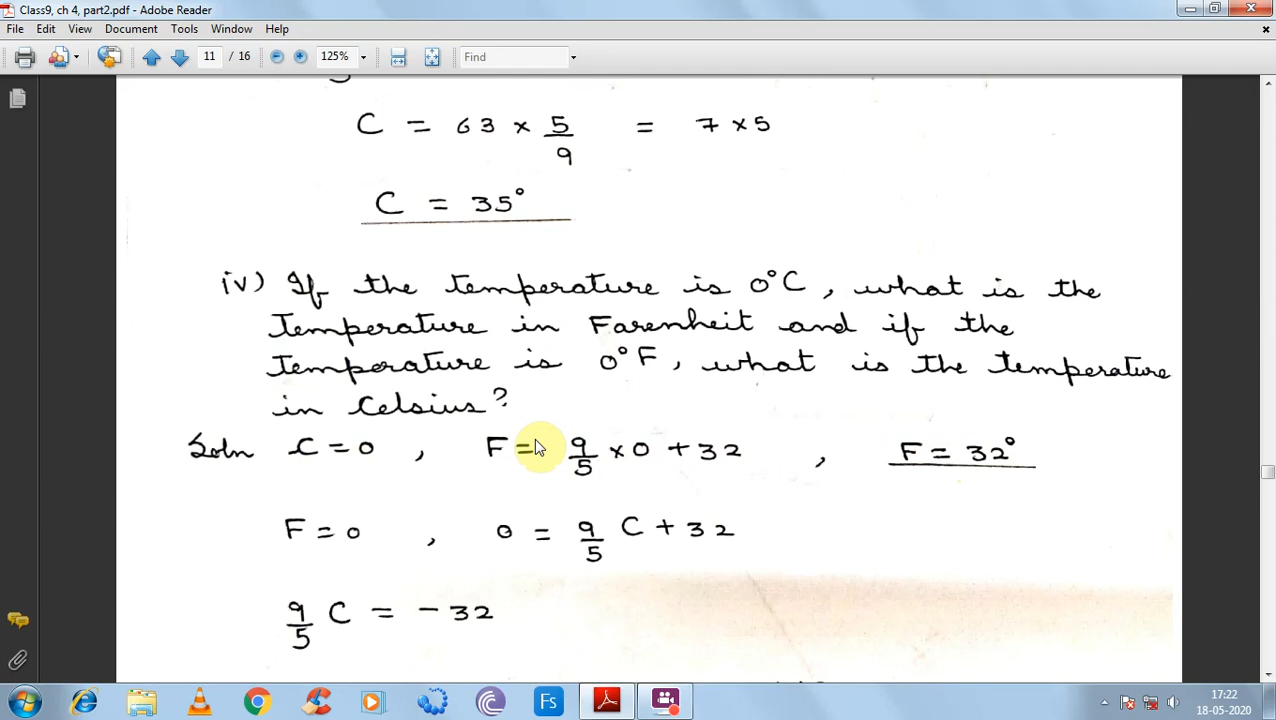 Class9, ch 4, part2.pdf - Adobe Reader
File Edit View Document Tools Window Help
11 / 16 125% Find
C = 63 × 5/9 = 7 × 5
C = 35°
iv) If the temperature is 0°C, what is the
temperature in Farenheit and if the
temperature is 0°F, what is the temperature
in Celsius?
Soln C = 0 , F = 9/5 × 0 + 32 , F = 32°
F = 0 , 0 = 9/5 C + 32
9/5 C = - 32
Fs
17:22
18-05-2020